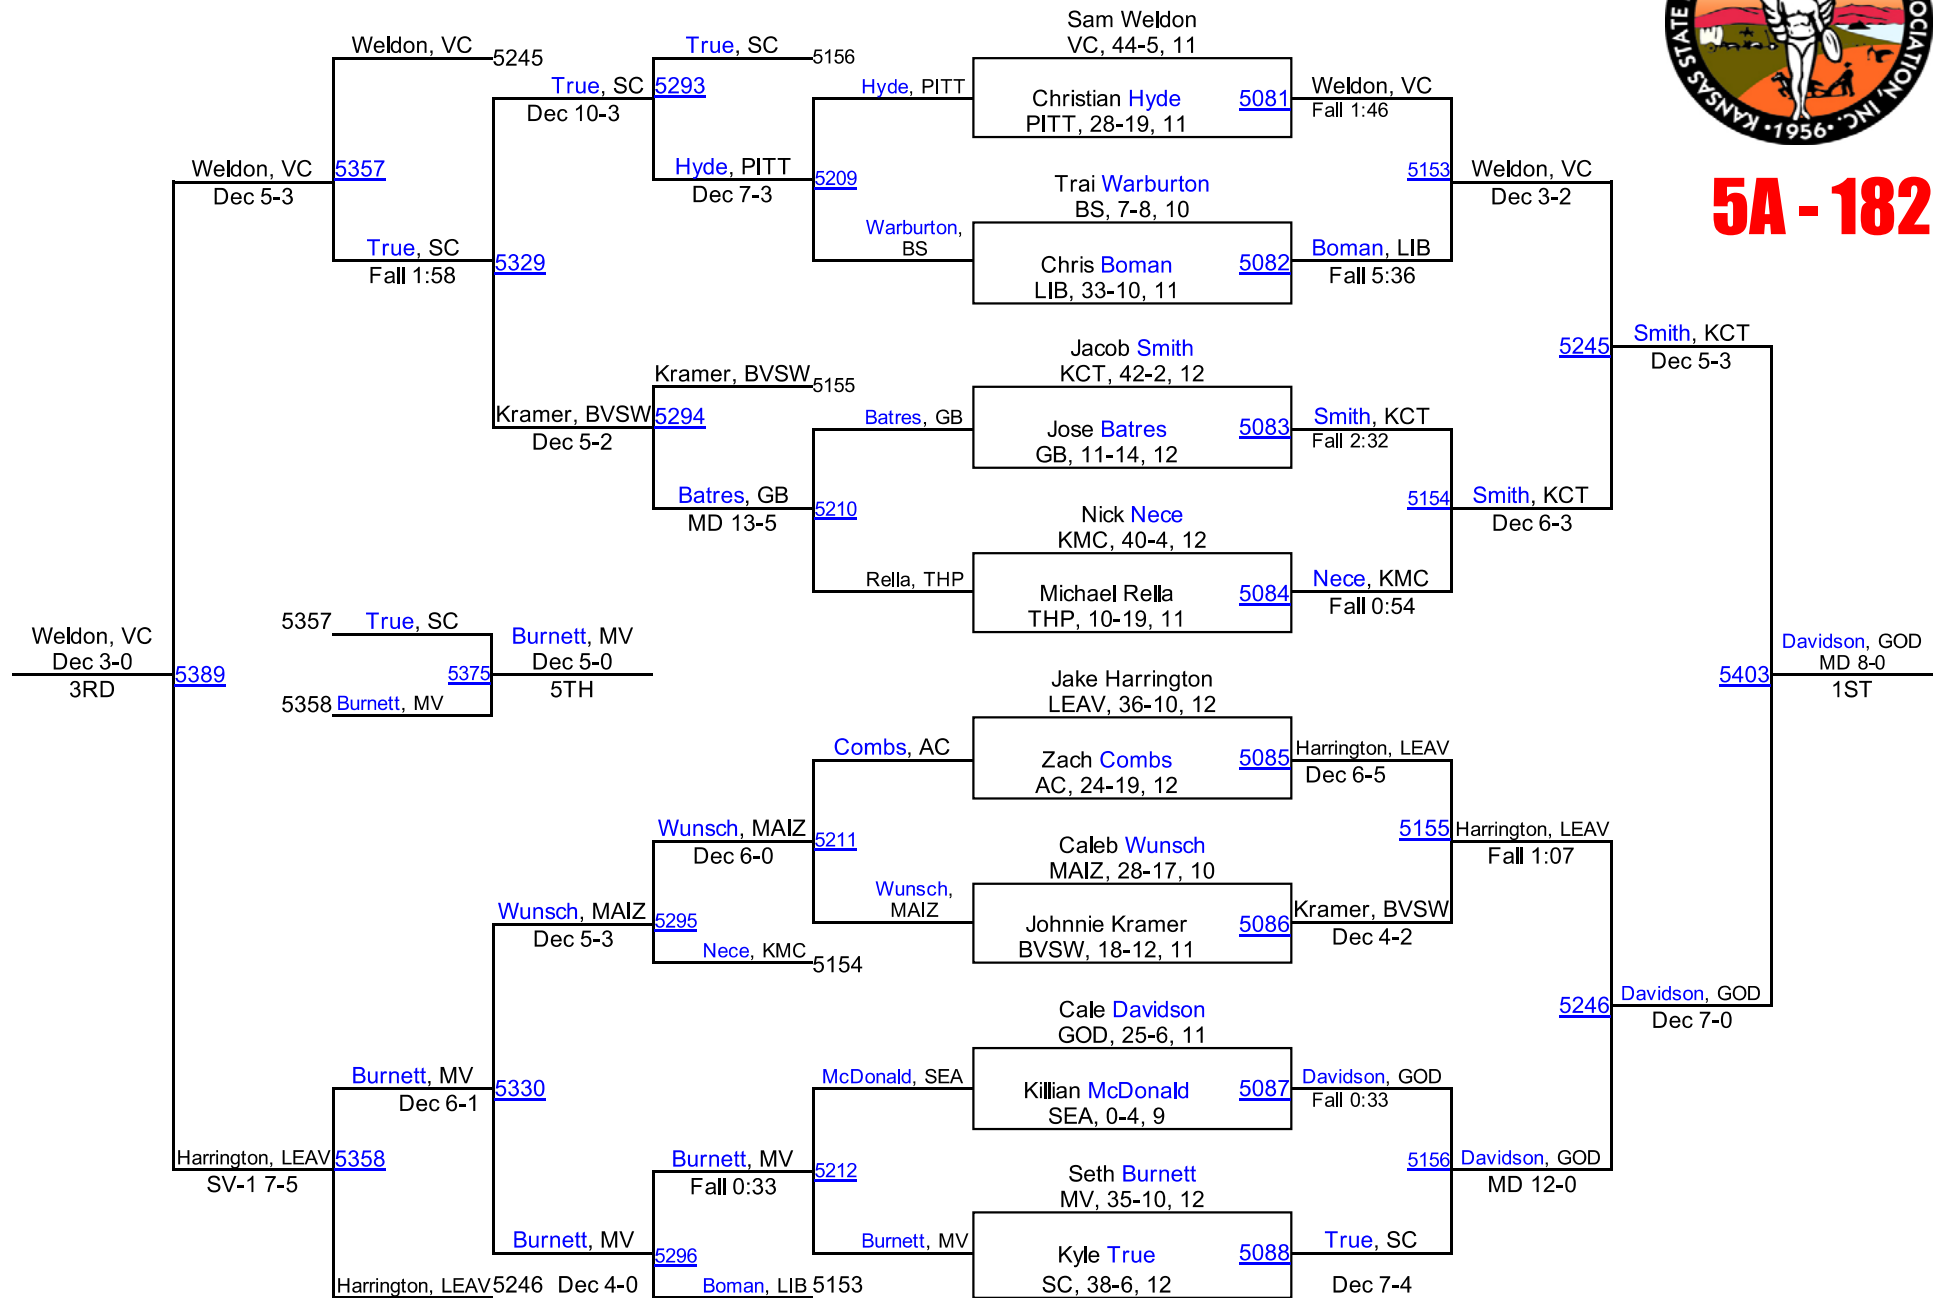 KANSAS STATE
OCIATION, INC.
•1956•
5A - 182
Weldon, VC
5245
True, SC
5156
True, SC
5293
Dec 10-3
Hyde, PITT
Weldon, VC
5357
Dec 5-3
Hyde, PITT
5209
Dec 7-3
True, SC
5329
Fall 1:58
Warburton,
BS
Kramer, BVSW
5155
Kramer, BVSW
5294
Dec 5-2
Batres, GB
Batres, GB
5210
MD 13-5
Rella, THP
5357
True, SC
Weldon, VC
Dec 3-0
5389
3RD
5375
Burnett, MV
Dec 5-0
5TH
5358
Burnett, MV
Combs, AC
Wunsch, MAIZ
5211
Dec 6-0
Wunsch,
MAIZ
Wunsch, MAIZ
5295
Dec 5-3
Nece, KMC
5154
Burnett, MV
5330
Dec 6-1
McDonald, SEA
Harrington, LEAV
5358
SV-1 7-5
Burnett, MV
5212
Fall 0:33
Burnett, MV
5296
Burnett, MV
Harrington, LEAV
5246
Dec 4-0
Boman, LIB
5153
Sam Weldon
VC, 44-5, 11
Christian Hyde
5081
PITT, 28-19, 11
Trai Warburton
BS, 7-8, 10
Chris Boman
5082
LIB, 33-10, 11
Jacob Smith
KCT, 42-2, 12
Jose Batres
5083
GB, 11-14, 12
Nick Nece
KMC, 40-4, 12
Michael Rella
5084
THP, 10-19, 11
Jake Harrington
LEAV, 36-10, 12
Zach Combs
5085
AC, 24-19, 12
Caleb Wunsch
MAIZ, 28-17, 10
Johnnie Kramer
5086
BVSW, 18-12, 11
Cale Davidson
GOD, 25-6, 11
Killian McDonald
5087
SEA, 0-4, 9
Seth Burnett
MV, 35-10, 12
Kyle True
5088
SC, 38-6, 12
Weldon, VC
Fall 1:46
5153
Weldon, VC
Dec 3-2
Boman, LIB
Fall 5:36
5245
Smith, KCT
Dec 5-3
Smith, KCT
Fall 2:32
5154
Smith, KCT
Dec 6-3
Nece, KMC
Fall 0:54
5403
Davidson, GOD
MD 8-0
1ST
Harrington, LEAV
Dec 6-5
5155
Harrington, LEAV
Fall 1:07
Kramer, BVSW
Dec 4-2
5246
Davidson, GOD
Dec 7-0
Davidson, GOD
Fall 0:33
5156
Davidson, GOD
MD 12-0
True, SC
Dec 7-4